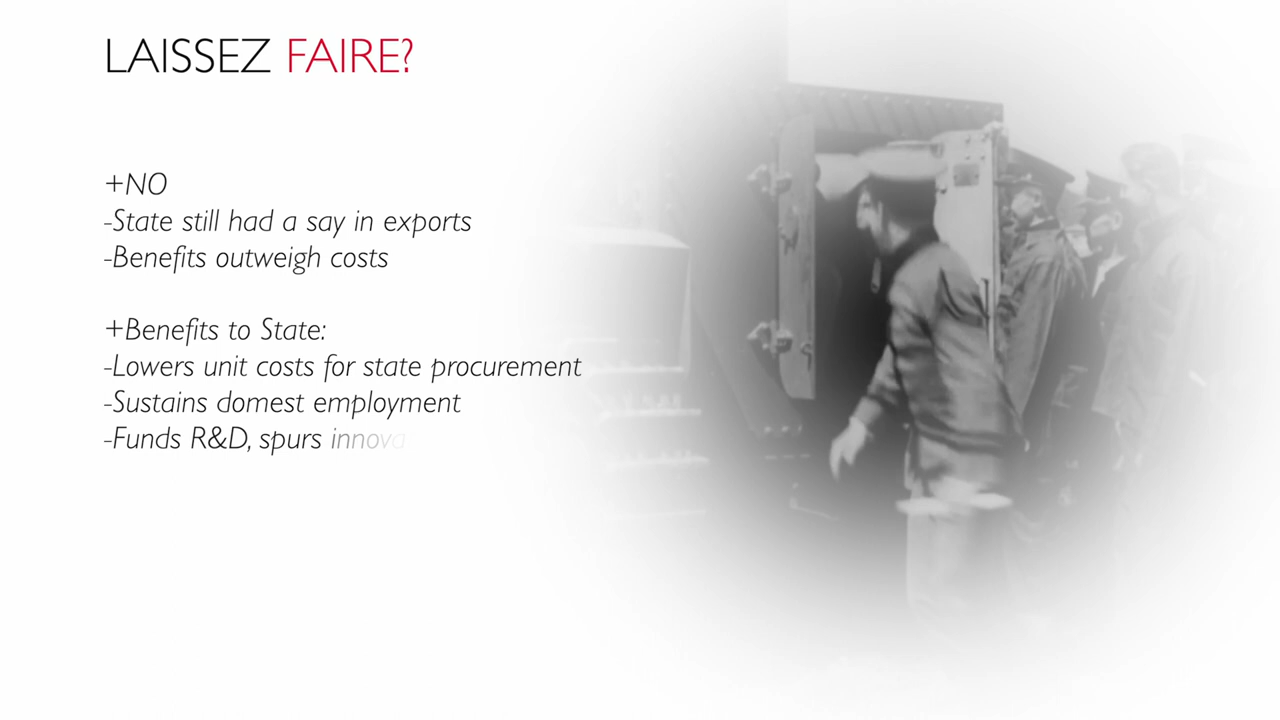 LAISSEZ FAIRE?
+NO
-State still had a say in exports
-Benefits outweigh costs
+Benefits to State:
-Lowers unit costs for state procurement
-Sustains domest employment
-Funds R&D, spurs innova